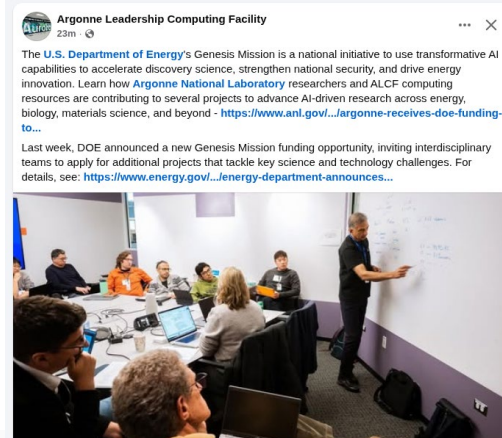 Argonne Leadership Computing Facility
23m ·
The U.S. Department of Energy's Genesis Mission is a national initiative to use transformative AI
capabilities to accelerate discovery science, strengthen national security, and drive energy
innovation. Learn how Argonne National Laboratory researchers and ALCF computing
resources are contributing to several projects to advance AI-driven research across energy,
biology, materials science, and beyond - https://www.anl.gov/.../argonne-receives-doe-funding-
to...
Last week, DOE announced a new Genesis Mission funding opportunity, inviting interdisciplinary
teams to apply for additional projects that tackle key science and technology challenges. For
details, see: https://www.energy.gov/.../energy-department-announces...